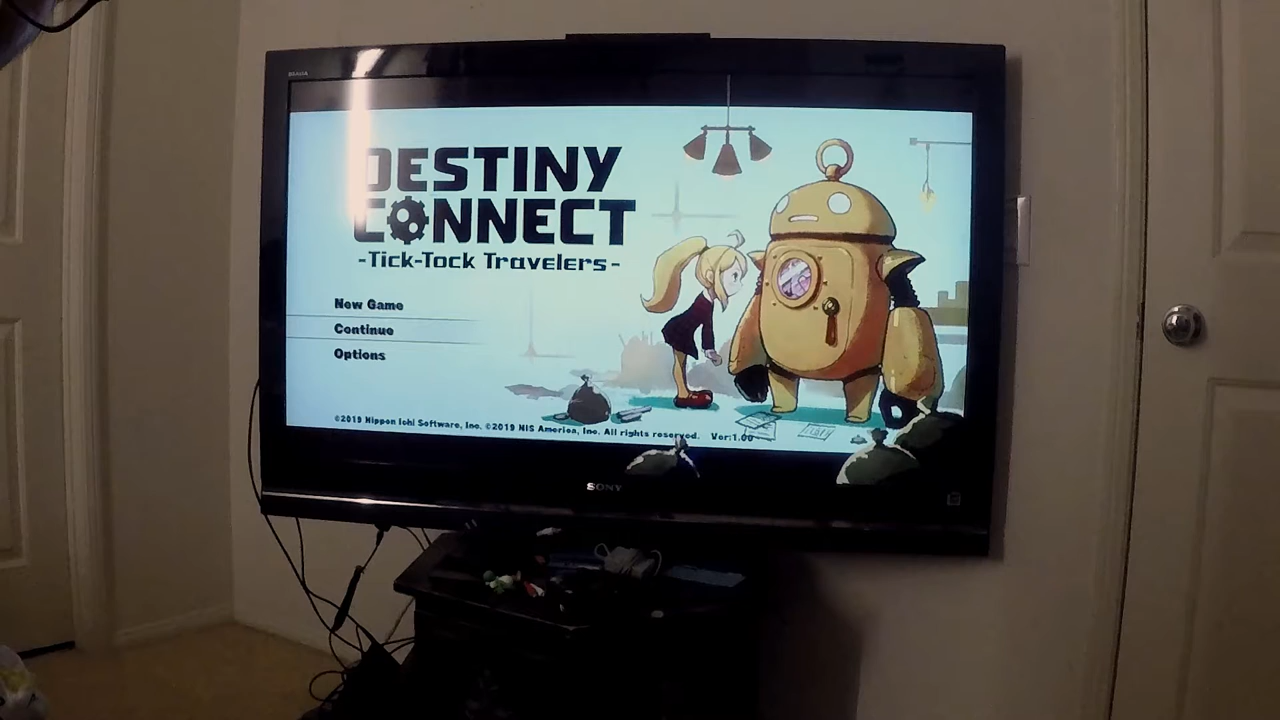 BRAVIA
DESTINY
CONNECT
-Tick-Tock Travelers-
New Game
Continue
Options
©2019 Nippon Ichi Software, Inc. ©2019 NIS America, Inc. All rights reserved. Ver:1.00
SONY